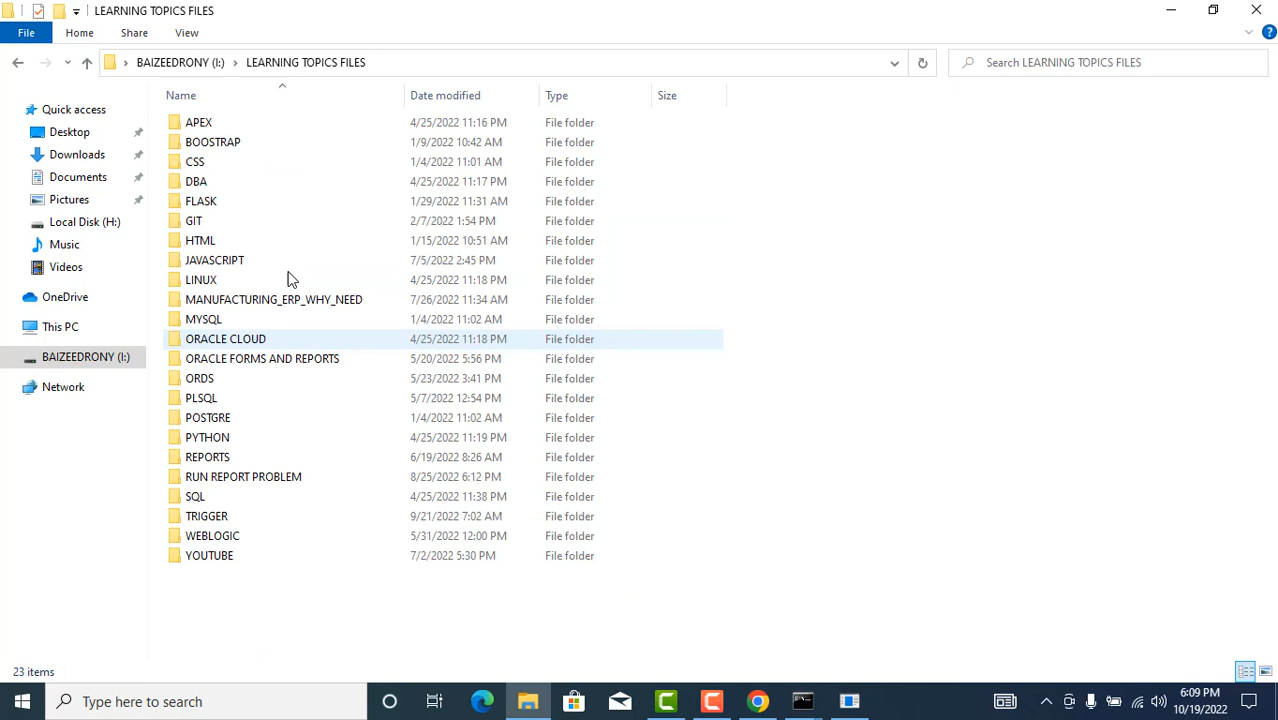 LEARNING TOPICS FILES
File Home Share View
BAIZEEDRONY (I:) LEARNING TOPICS FILES Search LEARNING TOPICS FILES
Name Date modified Type Size
Quick access
Desktop
Downloads
Documents
Pictures
Local Disk (H:)
Music
Videos
OneDrive
This PC
BAIZEEDRONY (I:)
Network
APEX 4/25/2022 11:16 PM File folder
BOOSTRAP 1/9/2022 10:42 AM File folder
CSS 1/4/2022 11:01 AM File folder
DBA 4/25/2022 11:17 PM File folder
FLASK 1/29/2022 11:31 AM File folder
GIT 2/7/2022 1:54 PM File folder
HTML 1/15/2022 10:51 AM File folder
JAVASCRIPT 7/5/2022 2:45 PM File folder
LINUX 4/25/2022 11:18 PM File folder
MANUFACTURING_ERP_WHY_NEED 7/26/2022 11:34 AM File folder
MYSQL 1/4/2022 11:02 AM File folder
ORACLE CLOUD 4/25/2022 11:18 PM File folder
ORACLE FORMS AND REPORTS 5/20/2022 5:56 PM File folder
ORDS 5/23/2022 3:41 PM File folder
PLSQL 5/7/2022 12:54 PM File folder
POSTGRE 1/4/2022 11:02 AM File folder
PYTHON 4/25/2022 11:19 PM File folder
REPORTS 6/19/2022 8:26 AM File folder
RUN REPORT PROBLEM 8/25/2022 6:12 PM File folder
SQL 4/25/2022 11:38 PM File folder
TRIGGER 9/21/2022 7:02 AM File folder
WEBLOGIC 5/31/2022 12:00 PM File folder
YOUTUBE 7/2/2022 5:30 PM File folder
23 items
Type here to search
6:09 PM
10/19/2022